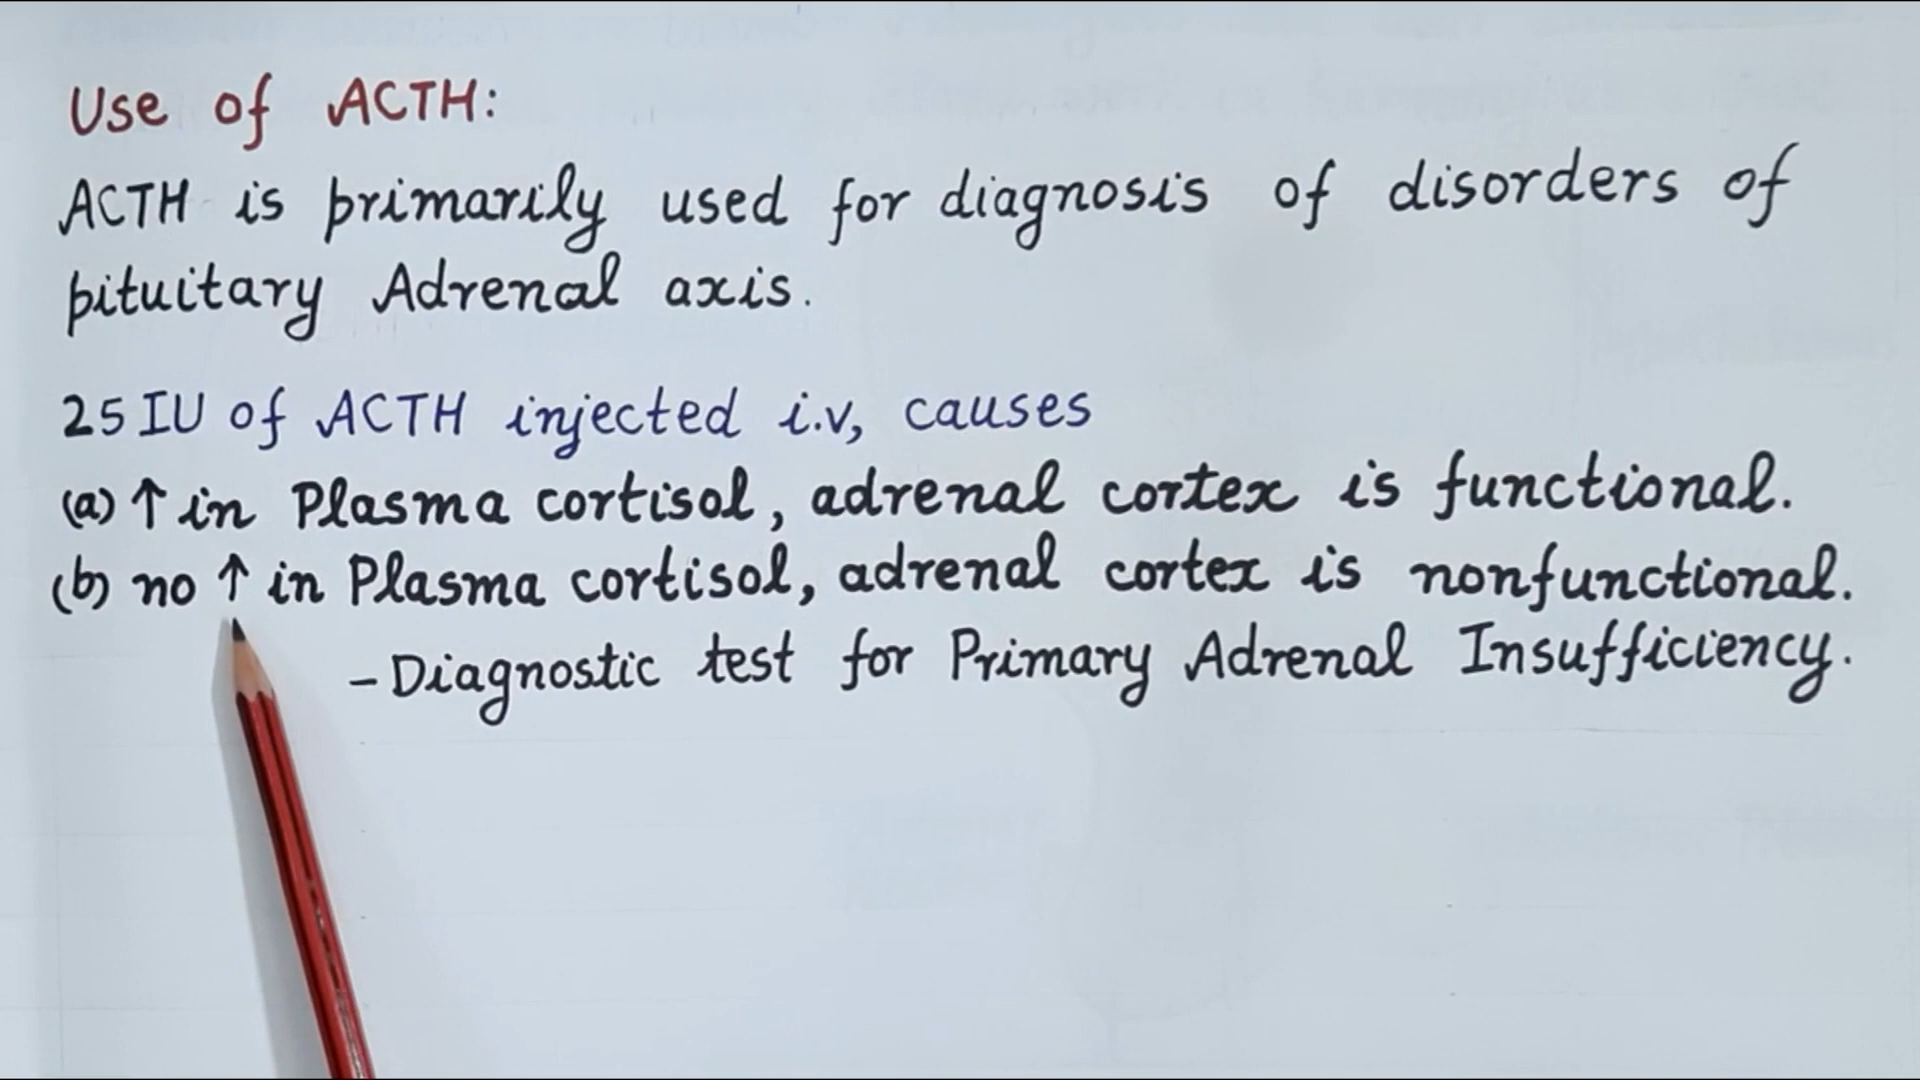 Use of ACTH:
ACTH is primarily used for diagnosis of disorders of
pituitary Adrenal axis.
25 IU of ACTH injected i.v, causes
(a) ↑ in Plasma cortisol, adrenal cortex is functional.
(b) no ↑ in Plasma cortisol, adrenal cortex is nonfunctional.
- Diagnostic test for Primary Adrenal Insufficiency.